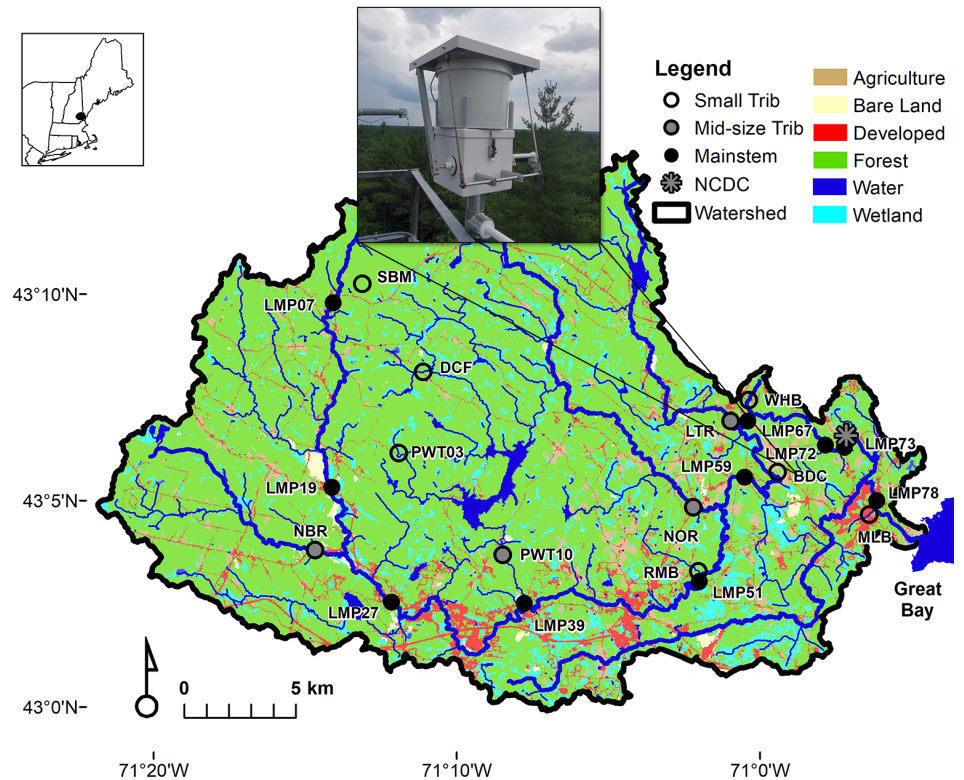 Legend
Small Trib
Mid-size Trib
Mainstem
NCDC
Watershed
Agriculture
Bare Land
Developed
Forest
Water
Wetland
43°10'N
43°5'N
43°0'N
SBM
LMP07
DCF
WHB
LTR
LMP67
LMP72
LMP73
PWT03
LMP59
BDC
LMP19
LMP78
NBR
NOR
MLB
PWT10
RMB
LMP51
LMP27
LMP39
Great
Bay
0
5 km
71°20'W
71°10'W
71°0'W